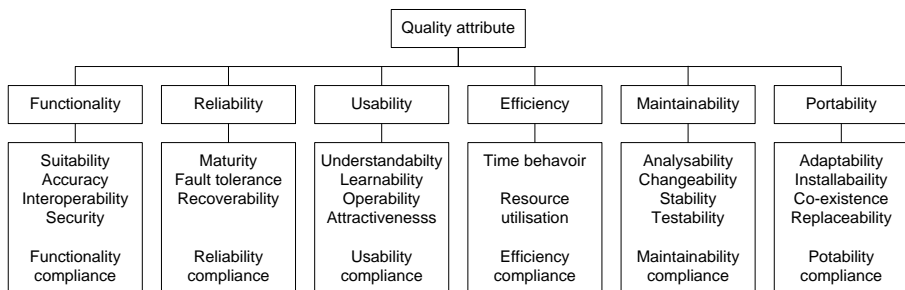 Quality attribute
Functionality
Reliability
Usability
Efficiency
Maintainability
Portability
Suitability
Accuracy
Interoperability
Security
Functionality
compliance
Maturity
Fault tolerance
Recoverability
Reliability
compliance
Understandabilty
Learnability
Operability
Attractivenesss
Usability
compliance
Time behavoir
Resource
utilisation
Efficiency
compliance
Analysability
Changeability
Stability
Testability
Maintainability
compliance
Adaptability
Installabaility
Co-existence
Replaceability
Potability
compliance